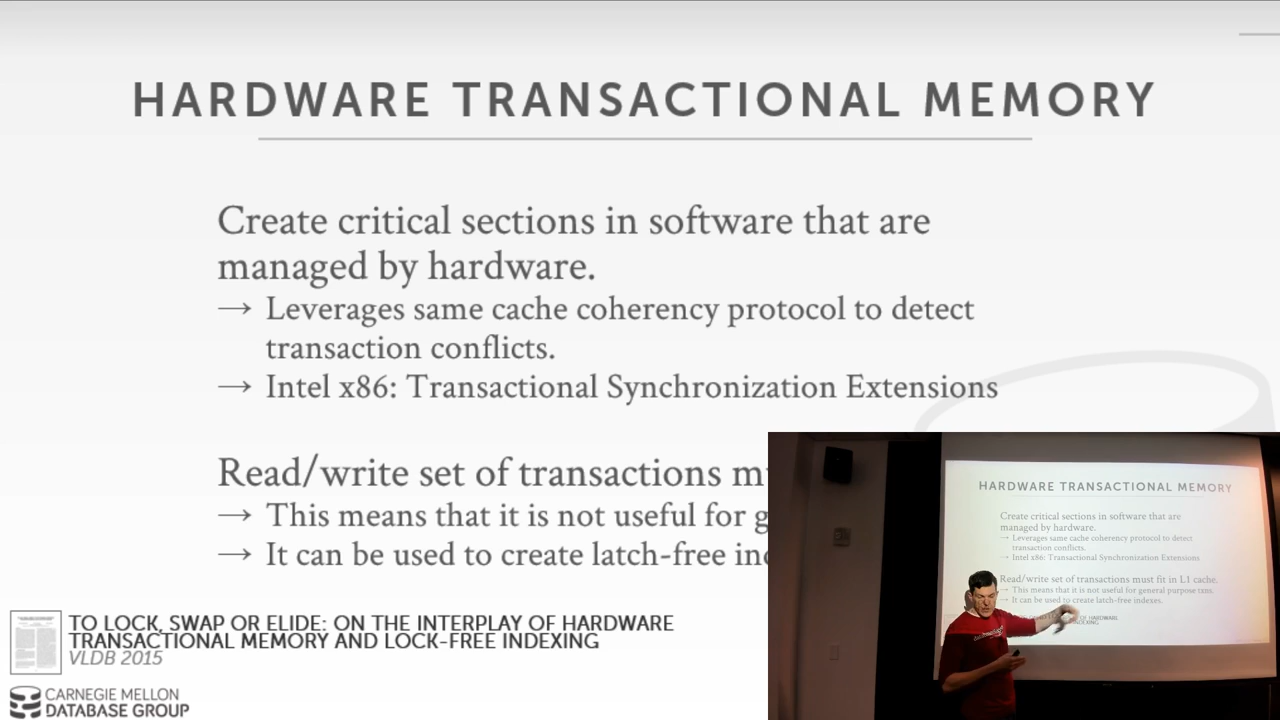 HARDWARE TRANSACTIONAL MEMORY
Create critical sections in software that are
managed by hardware.
→ Leverages same cache coherency protocol to detect
transaction conflicts.
→ Intel x86: Transactional Synchronization Extensions
Read/write set of transactions mu
→ This means that it is not useful for g
→ It can be used to create latch-free ind
TO LOCK, SWAP OR ELIDE: ON THE INTERPLAY OF HARDWARE
TRANSACTIONAL MEMORY AND LOCK-FREE INDEXING
VLDB 2015
CARNEGIE MELLON
DATABASE GROUP
HARDWARE TRANSACTIONAL MEMORY
Create critical sections in software that are
managed by hardware.
→ Leverages same cache coherency protocol to detect
transaction conflicts.
→ Intel x86: Transactional Synchronization Extensions
Read/write set of transactions must fit in L1 cache.
→ This means that it is not useful for general purpose txns.
→ It can be used to create latch-free indexes.